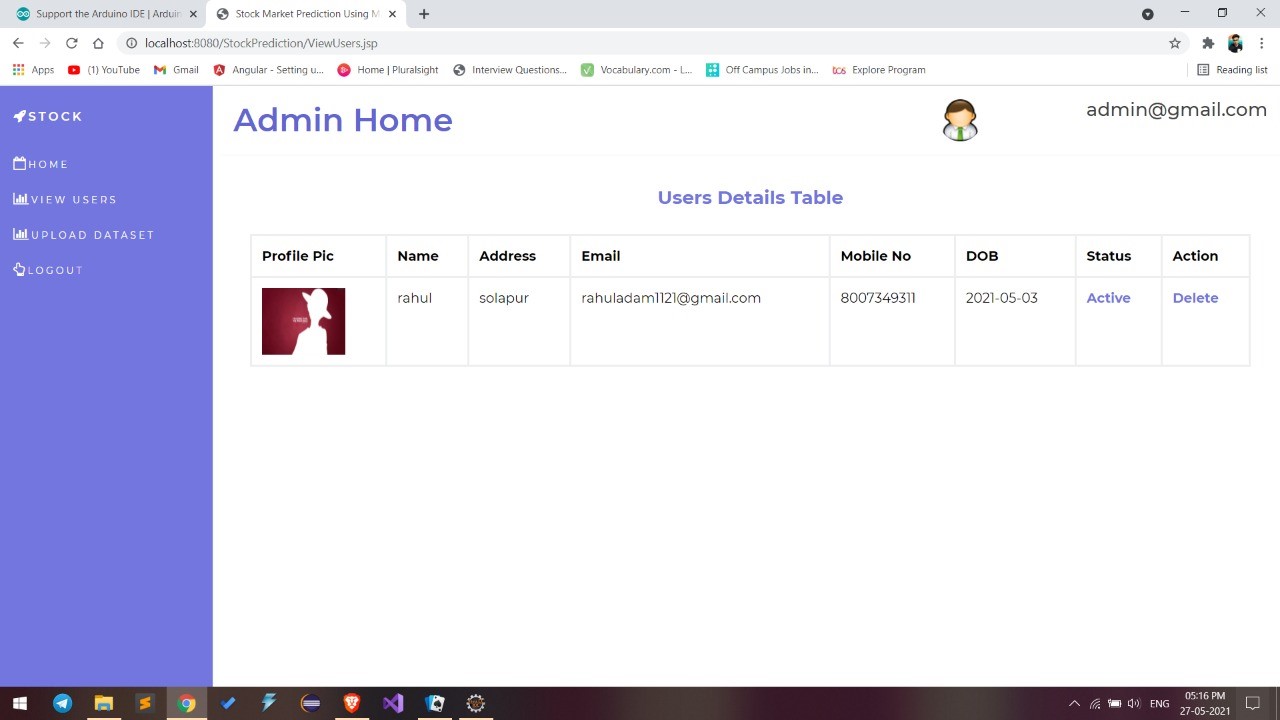 Support the Arduino IDE | Arduin
Stock Market Prediction Using M
localhost:8080/StockPrediction/ViewUsers.jsp
Apps (1) YouTube Gmail Angular - Setting u... Home | Pluralsight Interview Questions... Vocabulary.com - L... Off Campus Jobs in... tcs Explore Program Reading list
STOCK
HOME
VIEW USERS
UPLOAD DATASET
LOGOUT
Admin Home
admin@gmail.com
Users Details Table
Profile Pic Name Address Email Mobile No DOB Status Action
rahul solapur rahuladam1121@gmail.com 8007349311 2021-05-03 Active Delete
ENG 05:16 PM
27-05-2021